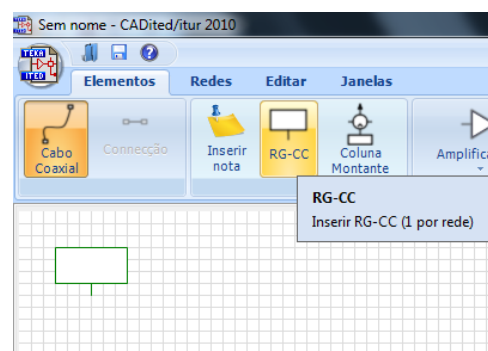 Sem nome - CADited/itur 2010
TEKA
ITED
Elementos Redes Editar Janelas
Cabo
Coaxial
Connecção
Inserir
nota
RG-CC
Coluna
Montante
Amplifica
RG-CC
Inserir RG-CC (1 por rede)